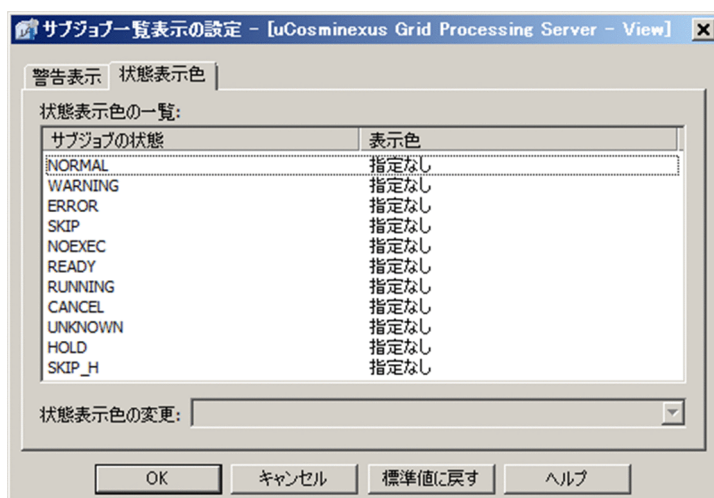 サブジョブ一覧表示の設定 - [uCosminexus Grid Processing Server - View]
警告表示 状態表示色
状態表示色の一覧:
サブジョブの状態 表示色
NORMAL 指定なし
WARNING 指定なし
ERROR 指定なし
SKIP 指定なし
NOEXEC 指定なし
READY 指定なし
RUNNING 指定なし
CANCEL 指定なし
UNKNOWN 指定なし
HOLD 指定なし
SKIP_H 指定なし
状態表示色の変更:
OK キャンセル 標準値に戻す ヘルプ